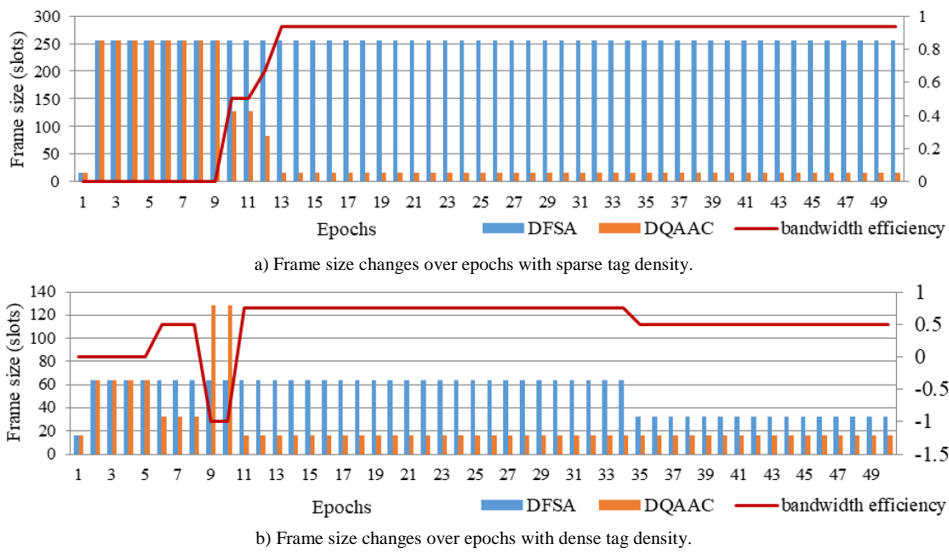 Frame size (slots)
300
250
200
150
100
50
0
1
0.8
0.6
0.4
0.2
0
1 3 5 7 9 11 13 15 17 19 21 23 25 27 29 31 33 35 37 39 41 43 45 47 49
Epochs
DFSA DQAAC bandwidth efficiency
a) Frame size changes over epochs with sparse tag density.
Frame size (slots)
140
120
100
80
60
40
20
0
1
0.5
0
-0.5
-1
-1.5
1 3 5 7 9 11 13 15 17 19 21 23 25 27 29 31 33 35 37 39 41 43 45 47 49
Epochs
DFSA DQAAC bandwidth efficiency
b) Frame size changes over epochs with dense tag density.